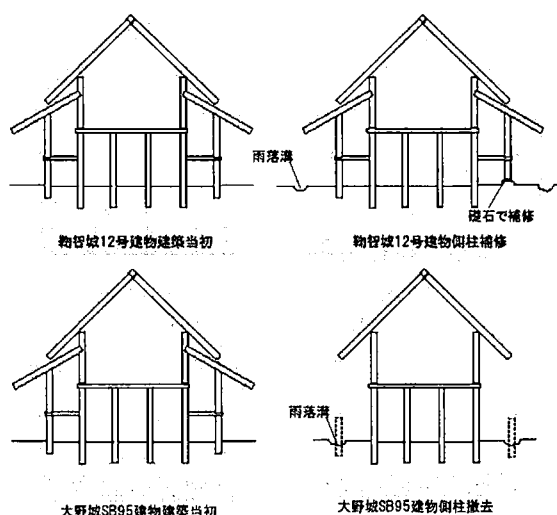 雨落溝
礎石で補修
鞠智城12号建物建築当初
鞠智城12号建物側柱補修
雨落溝
大野城SB95建物建築当初
大野城SB95建物側柱撤去